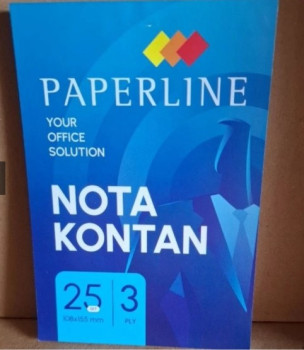 PAPERLINE
YOUR
OFFICE
SOLUTION
NOTA
KONTAN
25 3
PLY